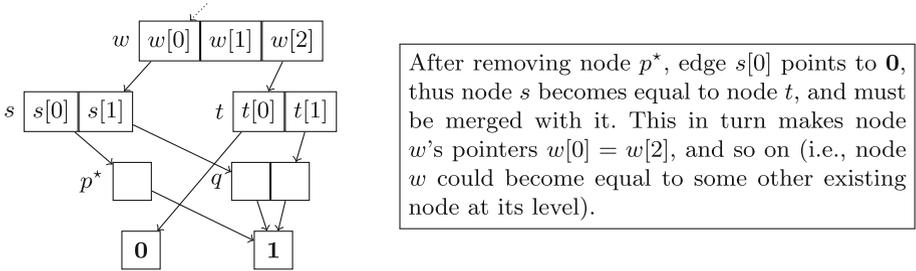 w w[0] w[1] w[2]
s s[0] s[1] t t[0] t[1]
p⋆ q
0 1
After removing node p⋆, edge s[0] points to 0,
thus node s becomes equal to node t, and must
be merged with it. This in turn makes node
w's pointers w[0] = w[2], and so on (i.e., node
w could become equal to some other existing
node at its level).